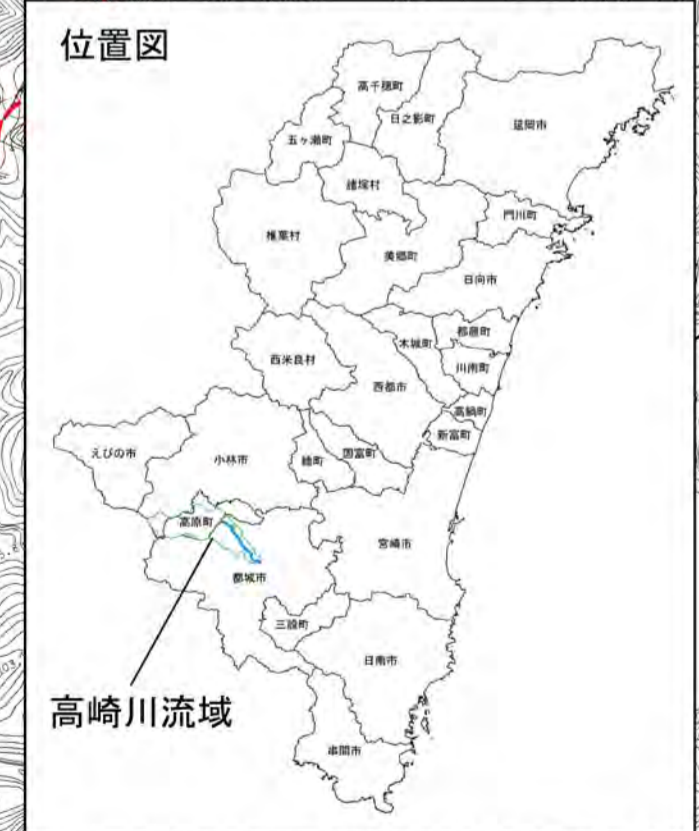 位置図
高千穂町
日之影町
延岡市
五ヶ瀬町
諸塚村
門川町
椎葉村
美郷町
日向市
都農町
木城町
西米良村
川南町
西都市
高鍋町
新富町
えびの市
小林市
綾町
国富町
高原町
宮崎市
都城市
三股町
日南市
高崎川流域
串間市